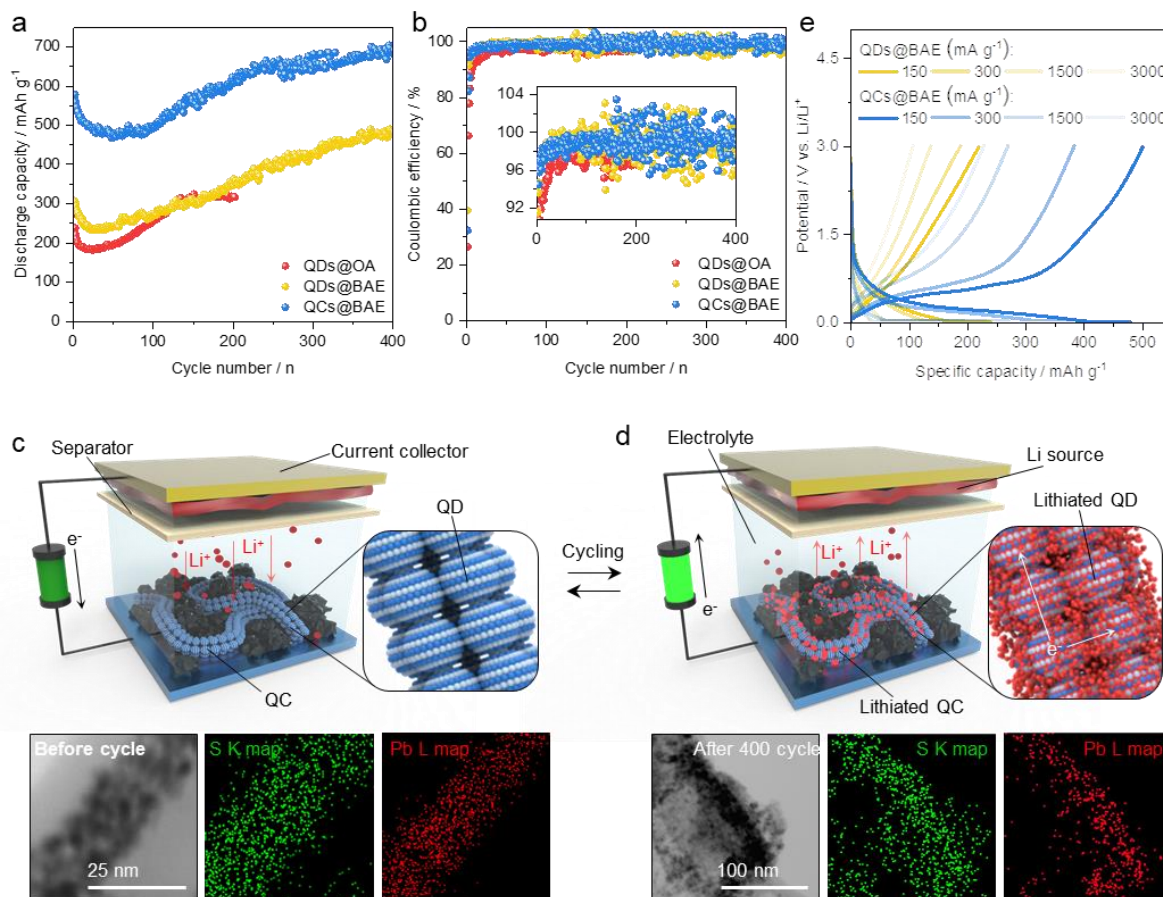 a
700
600
500
400
300
200
100
0
Discharge capacity / mAh g⁻¹
0 100 200 300 400
Cycle number / n
QDs@OA
QDs@BAE
QCs@BAE
b
100
80
60
40
20
0
Coulombic efficiency / %
104
102
100
98
96
94
92
0 200 400
QDs@OA
QDs@BAE
QCs@BAE
0 100 200 300 400
Cycle number / n
e
4.5
3.0
1.5
0.0
Potential / V vs. Li/Li⁺
QDs@BAE (mA g⁻¹):
150 300 1500 3000
QCs@BAE (mA g⁻¹):
150 300 1500 3000
0 100 200 300 400 500
Specific capacity / mAh g⁻¹
c
Separator
Current collector
QD
e⁻
Li⁺ Li⁺
QC
Cycling
d
Electrolyte
Li source
Lithiated QD
e⁻
Li⁺ Li⁺
e⁻
Lithiated QC
Before cycle
25 nm
S K map
Pb L map
After 400 cycle
100 nm
S K map
Pb L map